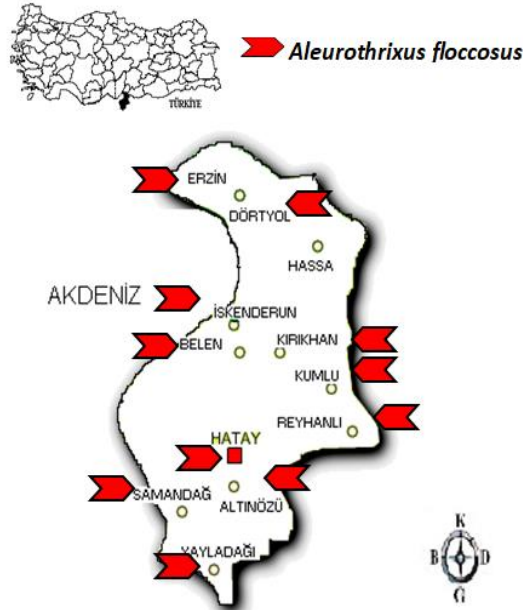 Aleurothrixus floccosus
TÜRKİYE
ERZİN
DÖRTYOL
HASSA
AKDENİZ
İSKENDERUN
BELEN
KIRIKHAN
KUMLU
REYHANLI
HATAY
SAMANDAĞ
ALTINÖZÜ
YAYLADAĞI
K
B
D
G